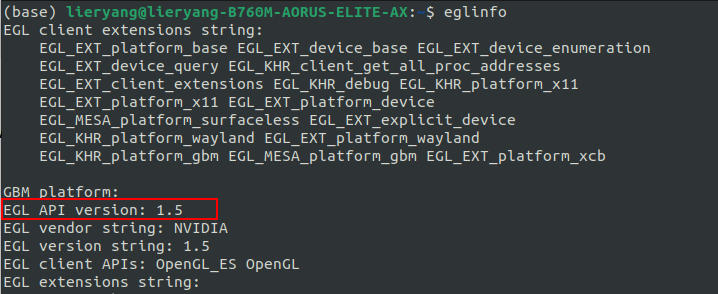 (base) lieryang@lieryang-B760M-AORUS-ELITE-AX:~$ eglinfo
EGL client extensions string:
EGL_EXT_platform_base EGL_EXT_device_base EGL_EXT_device_enumeration
EGL_EXT_device_query EGL_KHR_client_get_all_proc_addresses
EGL_EXT_client_extensions EGL_KHR_debug EGL_KHR_platform_x11
EGL_EXT_platform_x11 EGL_EXT_platform_device
EGL_MESA_platform_surfaceless EGL_EXT_explicit_device
EGL_KHR_platform_wayland EGL_EXT_platform_wayland
EGL_KHR_platform_gbm EGL_MESA_platform_gbm EGL_EXT_platform_xcb
GBM platform:
EGL API version: 1.5
EGL vendor string: NVIDIA
EGL version string: 1.5
EGL client APIs: OpenGL_ES OpenGL
EGL extensions string: